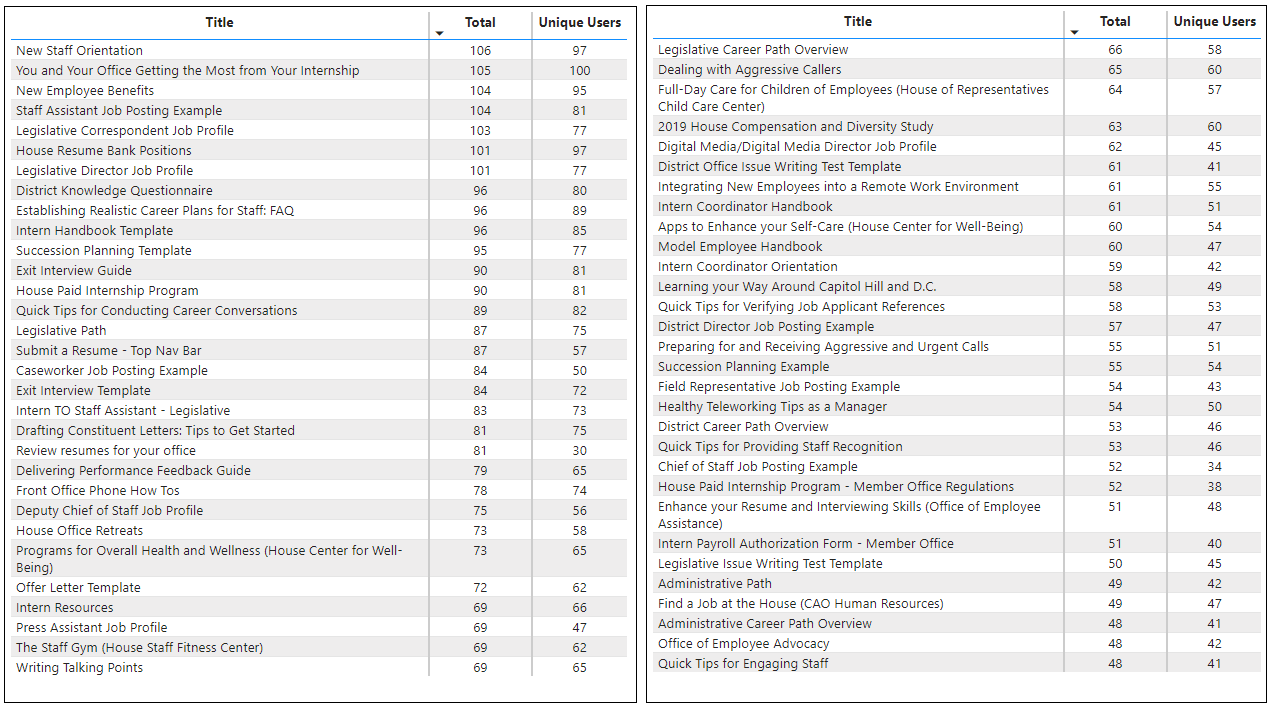 Title Total Unique Users
New Staff Orientation 106 97
You and Your Office Getting the Most from Your Internship 105 100
New Employee Benefits 104 95
Staff Assistant Job Posting Example 104 81
Legislative Correspondent Job Profile 103 77
House Resume Bank Positions 101 97
Legislative Director Job Profile 101 77
District Knowledge Questionnaire 96 80
Establishing Realistic Career Plans for Staff: FAQ 96 89
Intern Handbook Template 96 85
Succession Planning Template 95 77
Exit Interview Guide 90 81
House Paid Internship Program 90 81
Quick Tips for Conducting Career Conversations 89 82
Legislative Path 87 75
Submit a Resume - Top Nav Bar 87 57
Caseworker Job Posting Example 84 50
Exit Interview Template 84 72
Intern TO Staff Assistant - Legislative 83 73
Drafting Constituent Letters: Tips to Get Started 81 75
Review resumes for your office 81 30
Delivering Performance Feedback Guide 79 65
Front Office Phone How Tos 78 74
Deputy Chief of Staff Job Profile 75 56
House Office Retreats 73 58
Programs for Overall Health and Wellness (House Center for Well- 73 65
Being)
Offer Letter Template 72 62
Intern Resources 69 66
Press Assistant Job Profile 69 47
The Staff Gym (House Staff Fitness Center) 69 62
Writing Talking Points 69 65
Title Total Unique Users
Legislative Career Path Overview 66 58
Dealing with Aggressive Callers 65 60
Full-Day Care for Children of Employees (House of Representatives 64 57
Child Care Center)
2019 House Compensation and Diversity Study 63 60
Digital Media/Digital Media Director Job Profile 62 45
District Office Issue Writing Test Template 61 41
Integrating New Employees into a Remote Work Environment 61 55
Intern Coordinator Handbook 61 51
Apps to Enhance your Self-Care (House Center for Well-Being) 60 54
Model Employee Handbook 60 47
Intern Coordinator Orientation 59 42
Learning your Way Around Capitol Hill and D.C. 58 49
Quick Tips for Verifying Job Applicant References 58 53
District Director Job Posting Example 57 47
Preparing for and Receiving Aggressive and Urgent Calls 55 51
Succession Planning Example 55 54
Field Representative Job Posting Example 54 43
Healthy Teleworking Tips as a Manager 54 50
District Career Path Overview 53 46
Quick Tips for Providing Staff Recognition 53 46
Chief of Staff Job Posting Example 52 34
House Paid Internship Program - Member Office Regulations 52 38
Enhance your Resume and Interviewing Skills (Office of Employee 51 48
Assistance)
Intern Payroll Authorization Form - Member Office 51 40
Legislative Issue Writing Test Template 50 45
Administrative Path 49 42
Find a Job at the House (CAO Human Resources) 49 47
Administrative Career Path Overview 48 41
Office of Employee Advocacy 48 42
Quick Tips for Engaging Staff 48 41